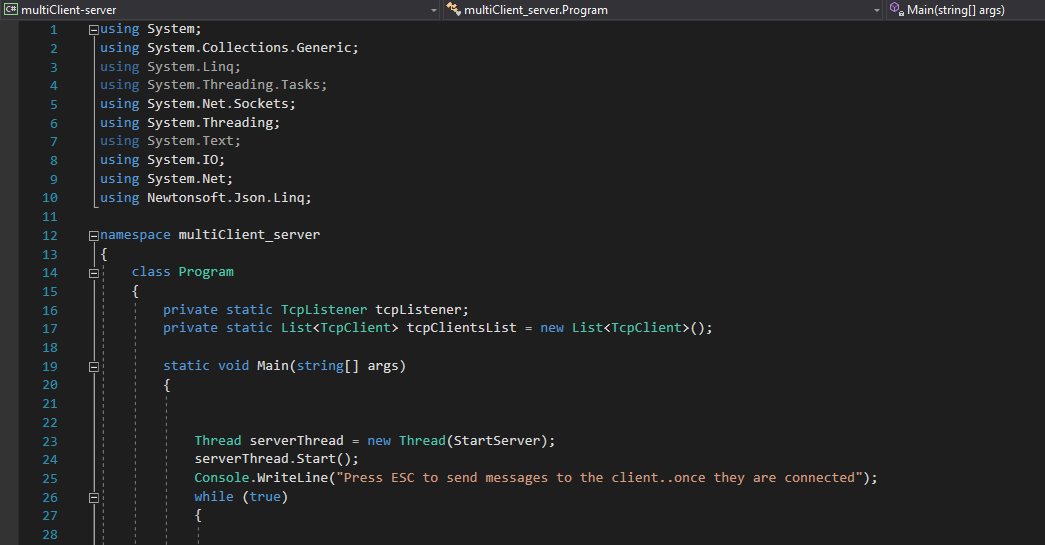 C# multiClient-server multiClient_server.Program Main(string[] args)
1 using System;
2 using System.Collections.Generic;
3 using System.Linq;
4 using System.Threading.Tasks;
5 using System.Net.Sockets;
6 using System.Threading;
7 using System.Text;
8 using System.IO;
9 using System.Net;
10 using Newtonsoft.Json.Linq;
11
12 namespace multiClient_server
13 {
14 class Program
15 {
16 private static TcpListener tcpListener;
17 private static List<TcpClient> tcpClientsList = new List<TcpClient>();
18
19 static void Main(string[] args)
20 {
21
22
23 Thread serverThread = new Thread(StartServer);
24 serverThread.Start();
25 Console.WriteLine("Press ESC to send messages to the client..once they are connected");
26 while (true)
27 {
28